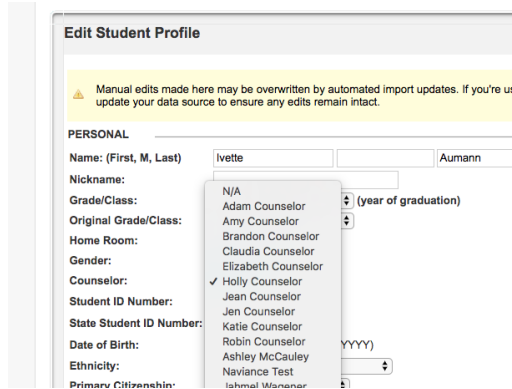 Edit Student Profile
Manual edits made here may be overwritten by automated import updates. If you're us
update your data source to ensure any edits remain intact.
PERSONAL
Name: (First, M, Last) Ivette Aumann
Nickname:
N/A
Grade/Class: Adam Counselor (year of graduation)
Original Grade/Class: Amy Counselor
Home Room: Brandon Counselor
Claudia Counselor
Gender: Elizabeth Counselor
Counselor: ✓ Holly Counselor
Student ID Number: Jean Counselor
Jen Counselor
State Student ID Number: Katie Counselor
Date of Birth: Robin Counselor YYYY)
Ashley McCauley
Ethnicity: Naviance Test
Primary Citizenship: Jahmel Wagener